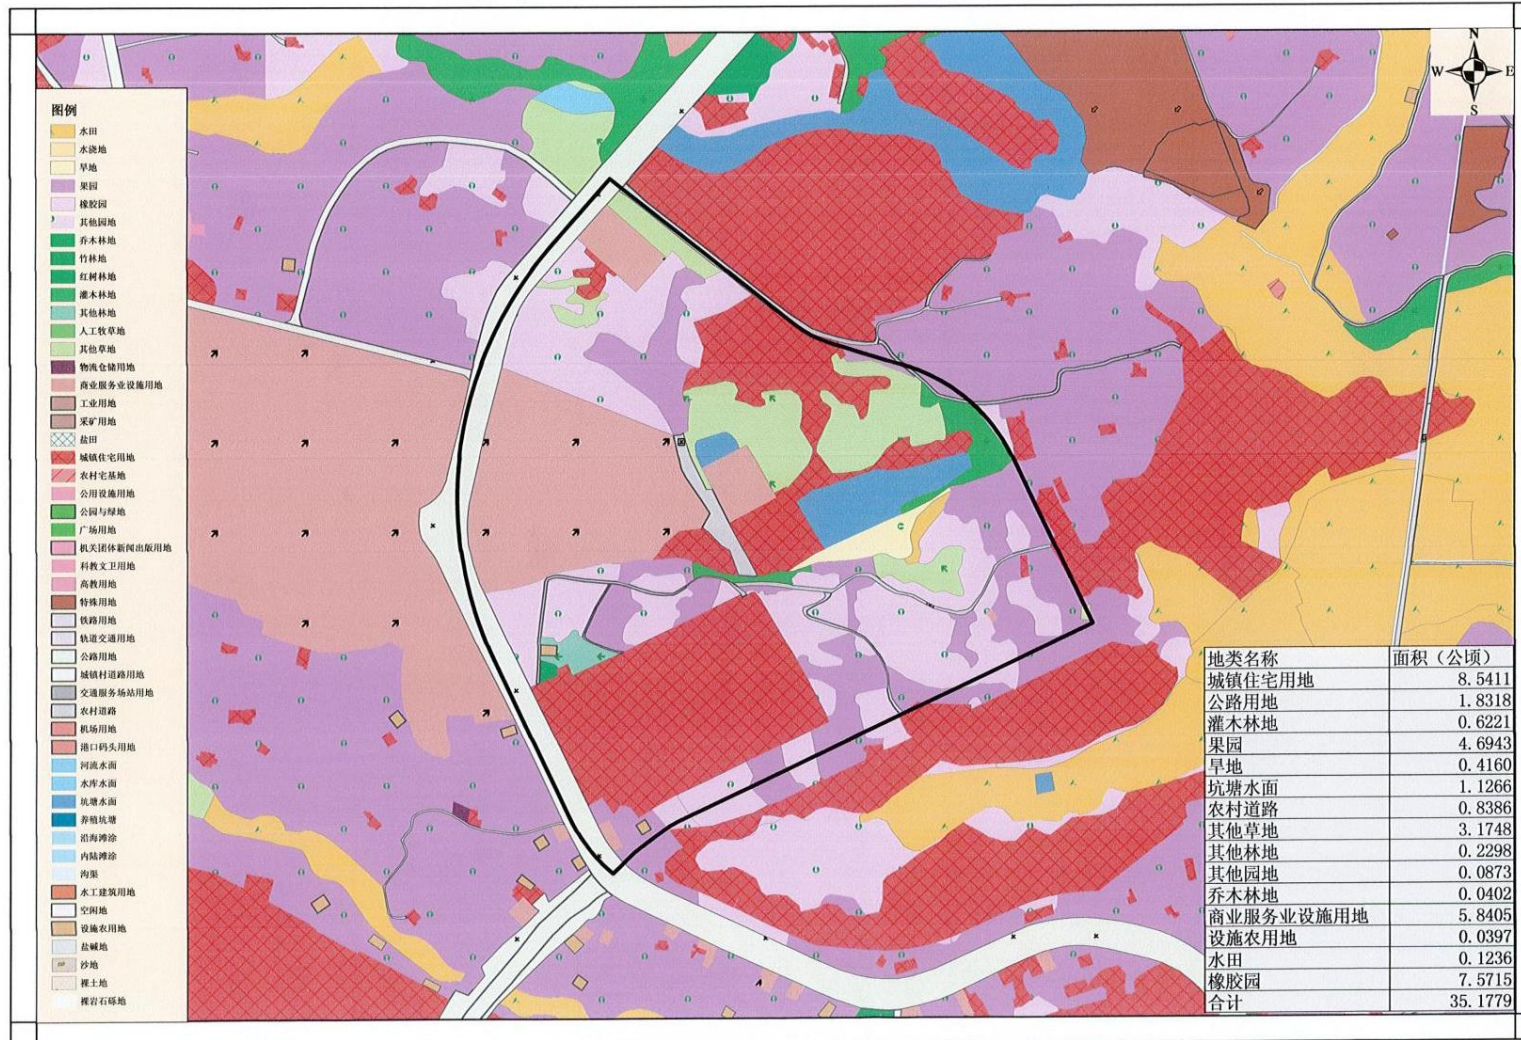 N
W E
S
图例
水田
水浇地
旱地
果园
橡胶园
其他园地
乔木林地
竹林地
红树林地
灌木林地
其他林地
人工牧草地
其他草地
物流仓储用地
商业服务业设施用地
工业用地
采矿用地
盐田
城镇住宅用地
农村宅基地
公用设施用地
公园与绿地
广场用地
机关团体新闻出版用地
科教文卫用地
高教用地
特殊用地
铁路用地
轨道交通用地
公路用地
城镇村道路用地
交通服务场站用地
农村道路
机场用地
港口码头用地
河流水面
水库水面
坑塘水面
养殖坑塘
沿海滩涂
内陆滩涂
沟渠
水工建筑用地
空闲地
设施农用地
盐碱地
沙地
裸土地
裸岩石砾地
地类名称 面积（公顷）
城镇住宅用地 8.5411
公路用地 1.8318
灌木林地 0.6221
果园 4.6943
旱地 0.4160
坑塘水面 1.1266
农村道路 0.8386
其他草地 3.1748
其他林地 0.2298
其他园地 0.0873
乔木林地 0.0402
商业服务业设施用地 5.8405
设施农用地 0.0397
水田 0.1236
橡胶园 7.5715
合计 35.1779